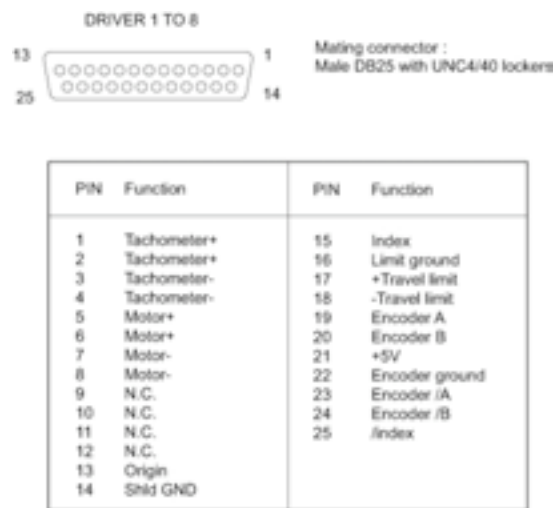 DRIVER 1 TO 8
13
1
25
14
Mating connector :
Male DB25 with UNC4/40 lockers
PIN Function
1 Tachometer+
2 Tachometer+
3 Tachometer-
4 Tachometer-
5 Motor+
6 Motor+
7 Motor-
8 Motor-
9 N.C.
10 N.C.
11 N.C.
12 N.C.
13 Origin
14 Shld GND
PIN Function
15 Index
16 Limit ground
17 +Travel limit
18 -Travel limit
19 Encoder A
20 Encoder B
21 +5V
22 Encoder ground
23 Encoder /A
24 Encoder /B
25 /Index